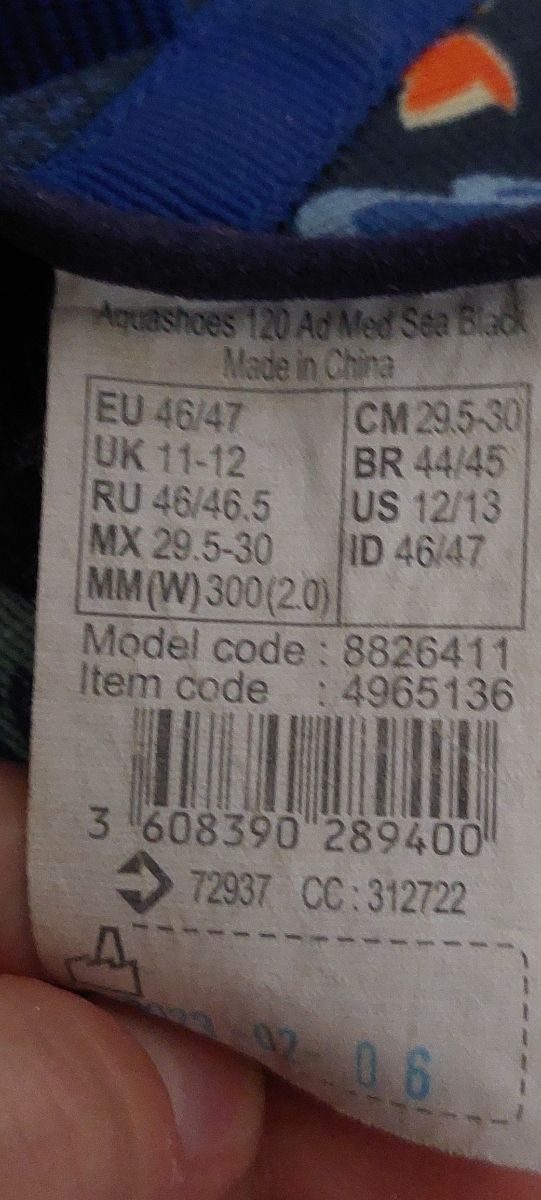 Aquashoes 120 Ad Med Sea Black
Made in China
EU 46/47
UK 11-12
RU 46/46.5
MX 29.5-30
MM(W)300(2.0)
CM 29.5-30
BR 44/45
US 12/13
ID 46/47
Model code : 8826411
Item code : 4965136
3 608390 289400
72937 CC : 312722
02- 06